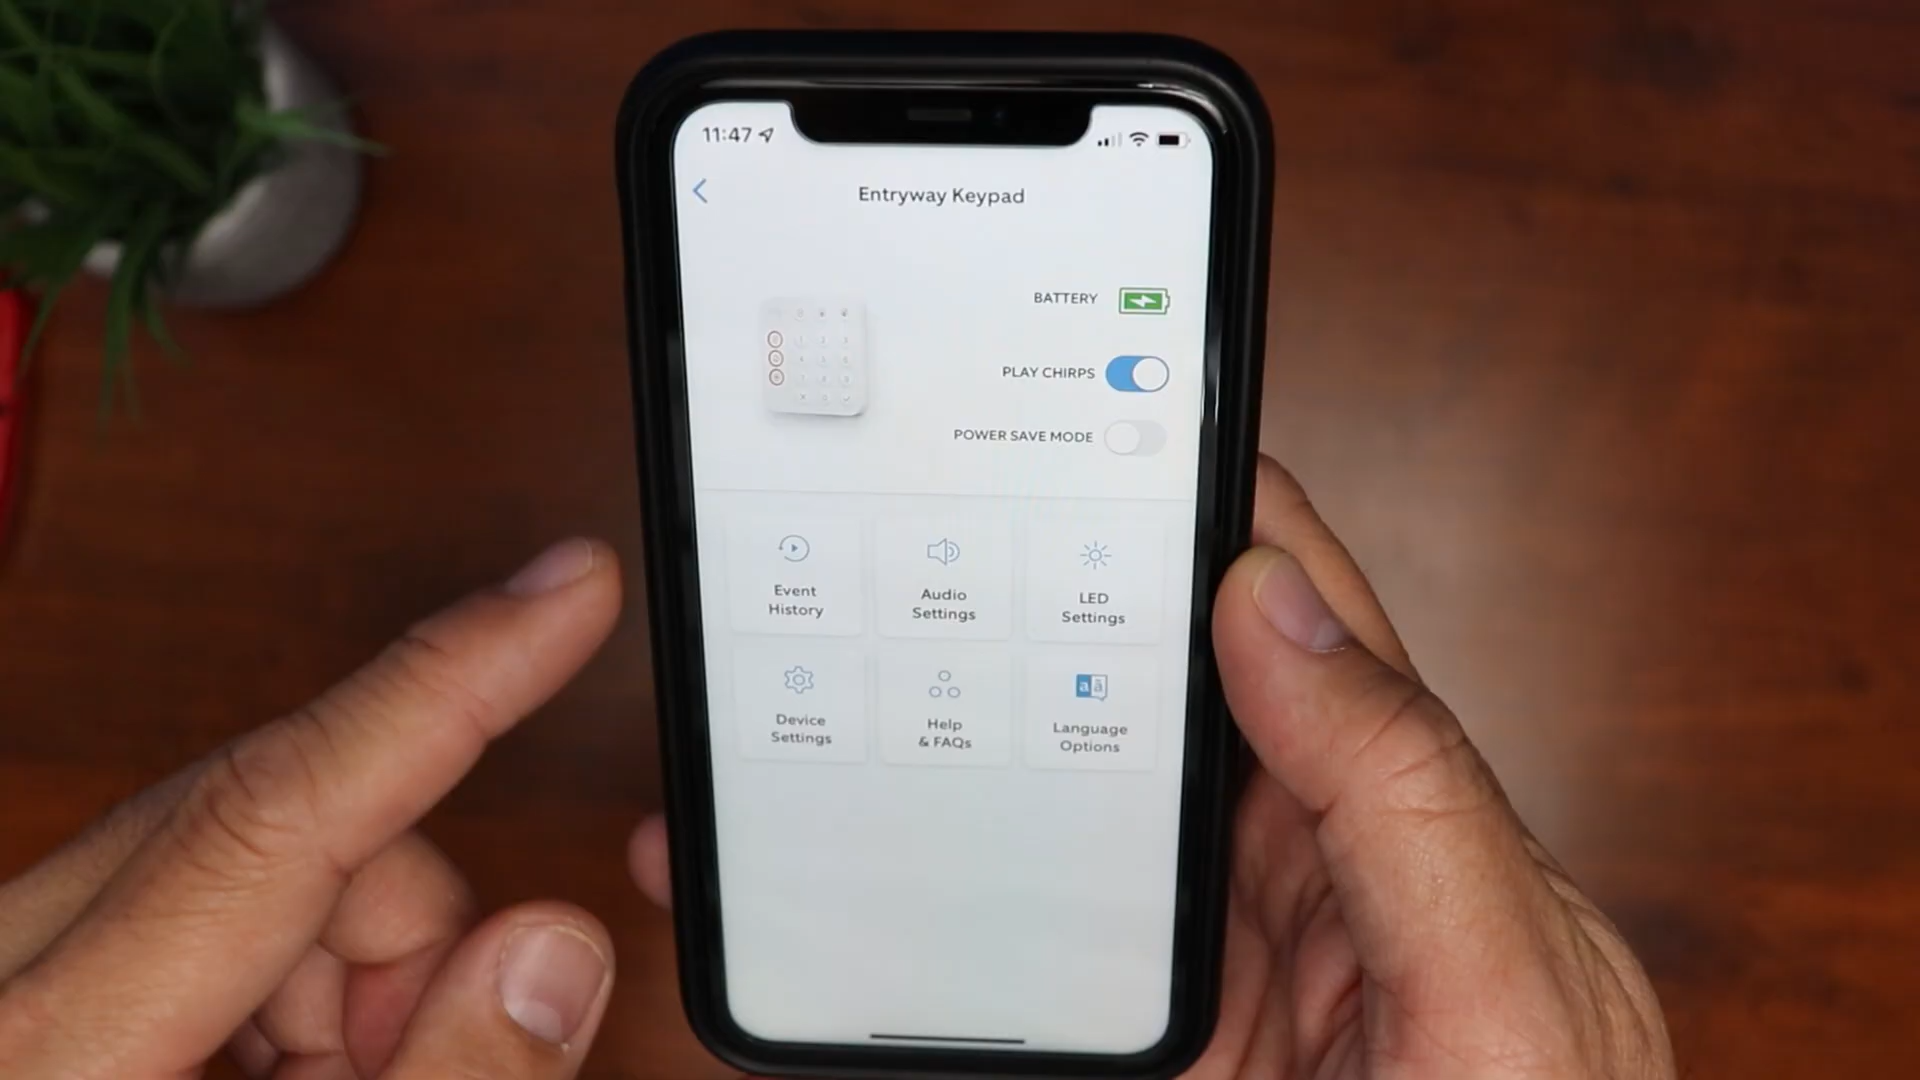 11:47
Entryway Keypad
BATTERY
PLAY CHIRPS
POWER SAVE MODE
Event
History
Audio
Settings
LED
Settings
Device
Settings
Help
& FAQs
Language
Options